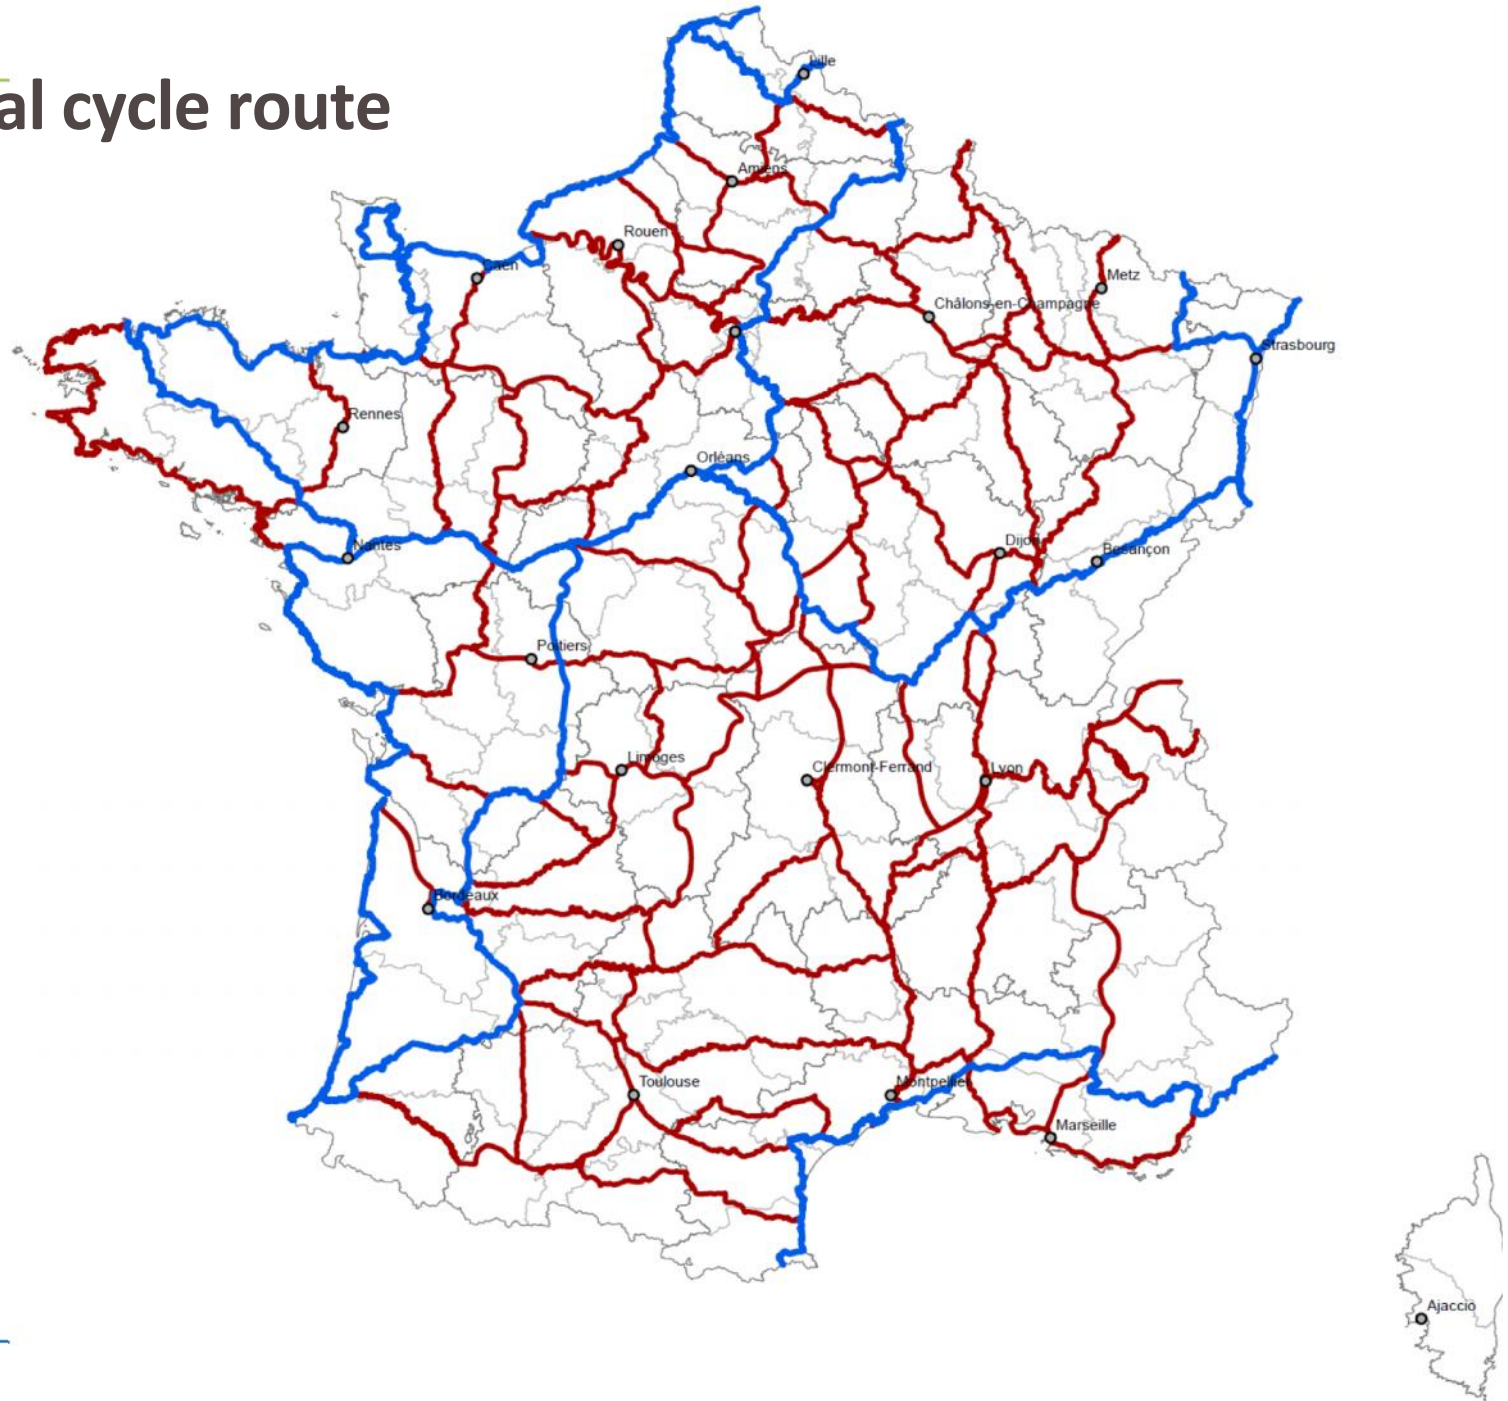 al cycle route
Lille
Amiens
Rouen
Caen
Metz
Châlons-en-Champagne
Strasbourg
Rennes
Orléans
Nantes
Dijon
Besançon
Poitiers
Limoges
Clermont-Ferrand
Lyon
Bordeaux
Toulouse
Montpellier
Marseille
Ajaccio